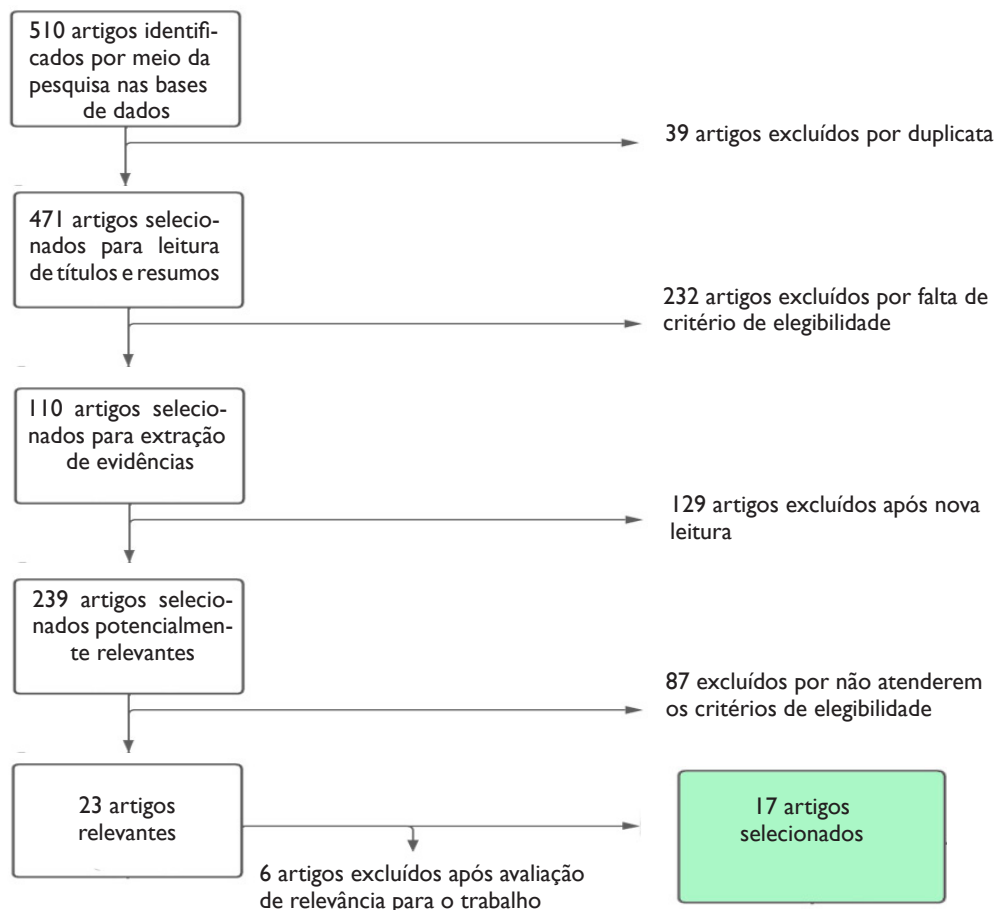 510 artigos identifi-
cados por meio da
pesquisa nas bases
de dados
39 artigos excluídos por duplicata
471 artigos selecio-
nados para leitura
de títulos e resumos
232 artigos excluídos por falta de
critério de elegibilidade
110 artigos selecio-
nados para extração
de evidências
129 artigos excluídos após nova
leitura
239 artigos selecio-
nados potencialmen-
te relevantes
87 excluídos por não atenderem
os critérios de elegibilidade
23 artigos
relevantes
17 artigos
selecionados
6 artigos excluídos após avaliação
de relevância para o trabalho